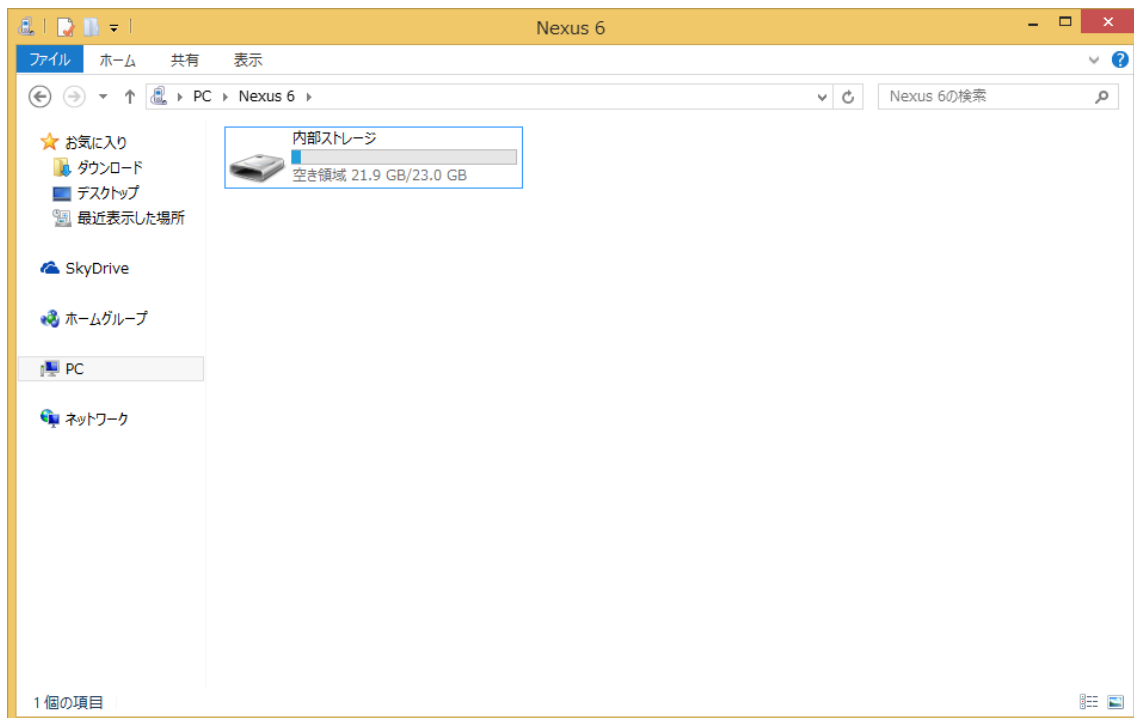 Nexus 6
ファイル ホーム 共有 表示
PC Nexus 6 Nexus 6の検索
お気に入り
ダウンロード
デスクトップ
最近表示した場所
SkyDrive
ホームグループ
PC
ネットワーク
内部ストレージ
空き領域 21.9 GB/23.0 GB
1 個の項目